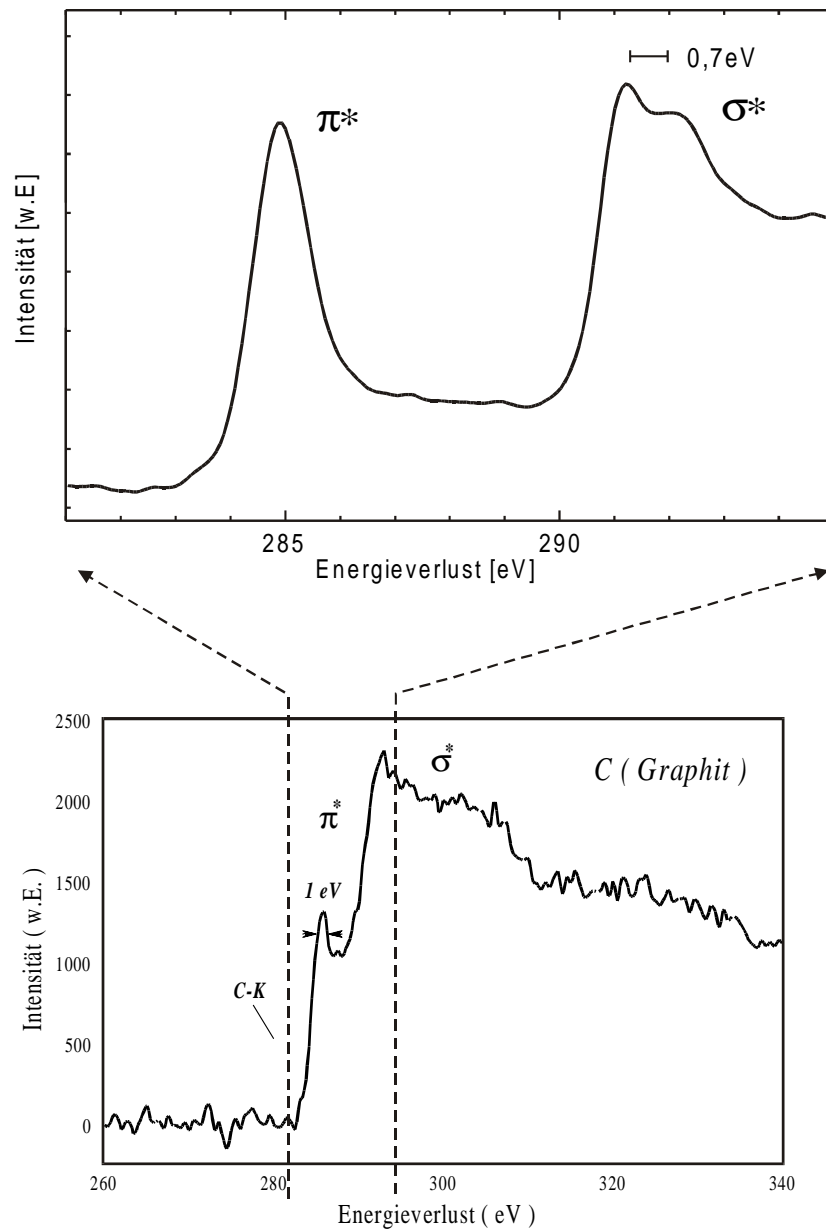 0,7eV
π*
σ*
Intensität [w.E]
285
290
Energieverlust [eV]
2500
2000
1500
1000
500
0
C ( Graphit )
σ*
π*
1 eV
C-K
Intensität ( w.E. )
260
280
300
320
340
Energieverlust ( eV )